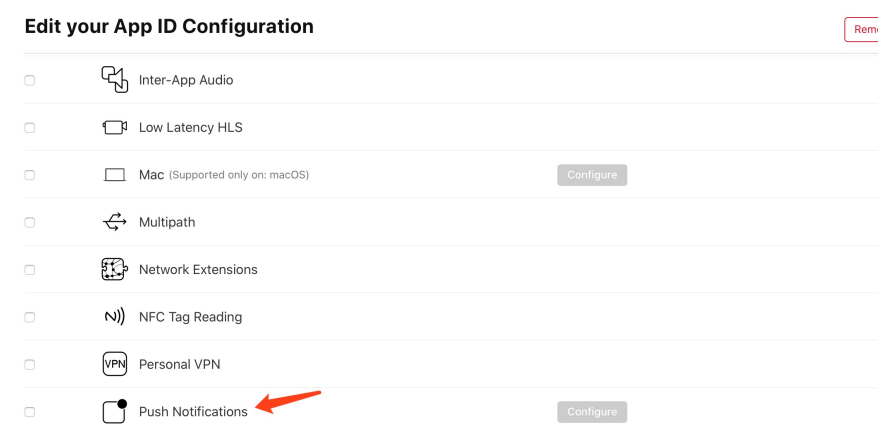 Edit your App ID Configuration
Inter-App Audio
Low Latency HLS
Mac (Supported only on: macOS) Configure
Multipath
Network Extensions
NFC Tag Reading
VPN Personal VPN
Push Notifications Configure